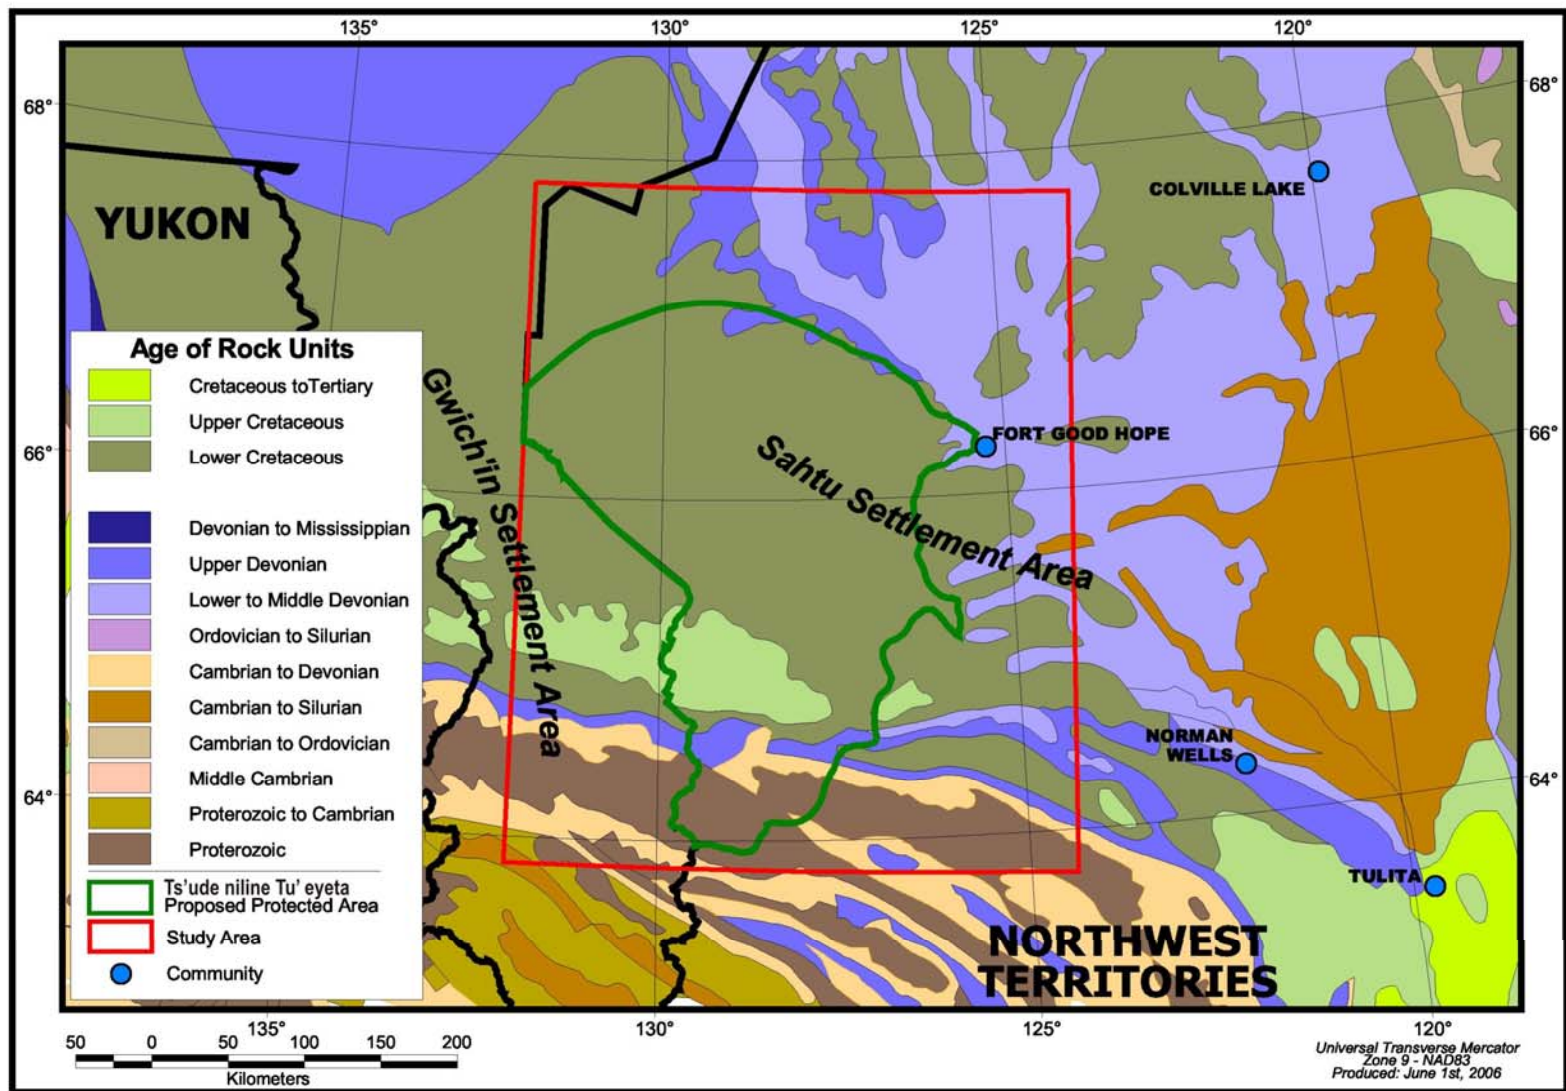 135°
130°
125°
120°
68°
68°
YUKON
COLVILLE LAKE
Age of Rock Units
Cretaceous toTertiary
Upper Cretaceous
Lower Cretaceous
Devonian to Mississippian
Upper Devonian
Lower to Middle Devonian
Ordovician to Silurian
Cambrian to Devonian
Cambrian to Silurian
Cambrian to Ordovician
Middle Cambrian
Proterozoic to Cambrian
Proterozoic
Ts'ude niline Tu' eyeta
Proposed Protected Area
Study Area
Community
Gwich'in Settlement Area
Sahtu Settlement Area
FORT GOOD HOPE
66°
66°
NORMAN
WELLS
64°
64°
TULITA
NORTHWEST
TERRITORIES
135°
130°
125°
120°
50 0 50 100 150 200
Kilometers
Universal Transverse Mercator
Zone 9 - NAD83
Produced: June 1st, 2006